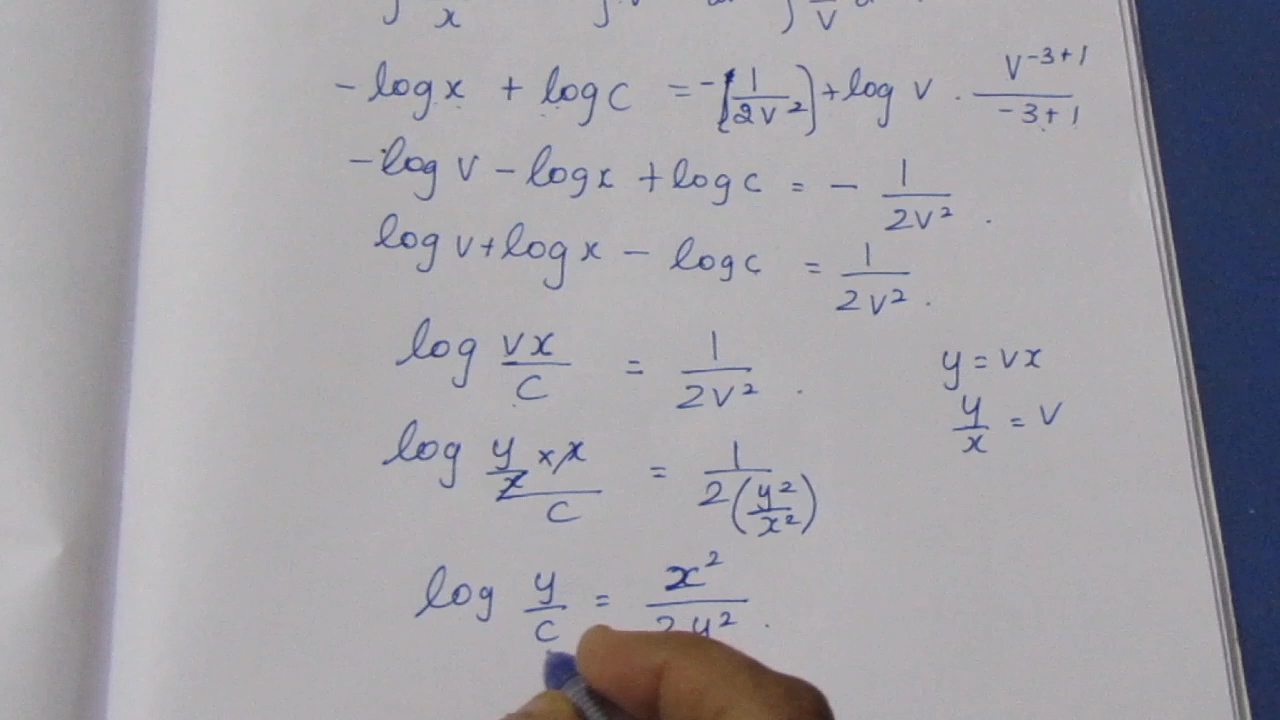 ∫ x ∫ v ∫ v
- log x + log c = -[1/2v²] + log v . v^(-3+1)/(-3+1)
- log v - log x + log c = - 1/2v² .
log v + log x - log c = 1/2v² .
log vx/c = 1/2v² .
y = vx
y/x = v
log (y/x × x)/c = 1/2(y²/x²)
log y/c = x²/2y² .